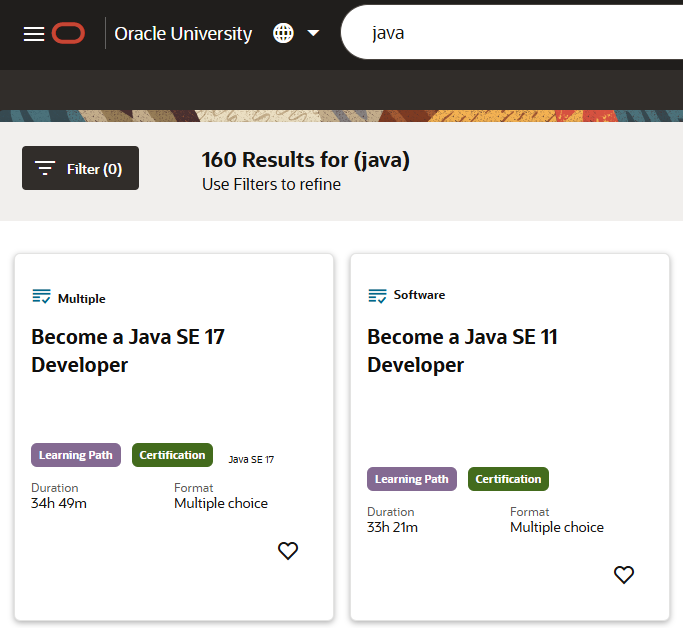 Oracle University
java
Filter (0)
160 Results for (java)
Use Filters to refine
Multiple
Become a Java SE 17
Developer
Learning Path
Certification
Java SE 17
Duration
Format
34h 49m
Multiple choice
Software
Become a Java SE 11
Developer
Learning Path
Certification
Duration
Format
33h 21m
Multiple choice